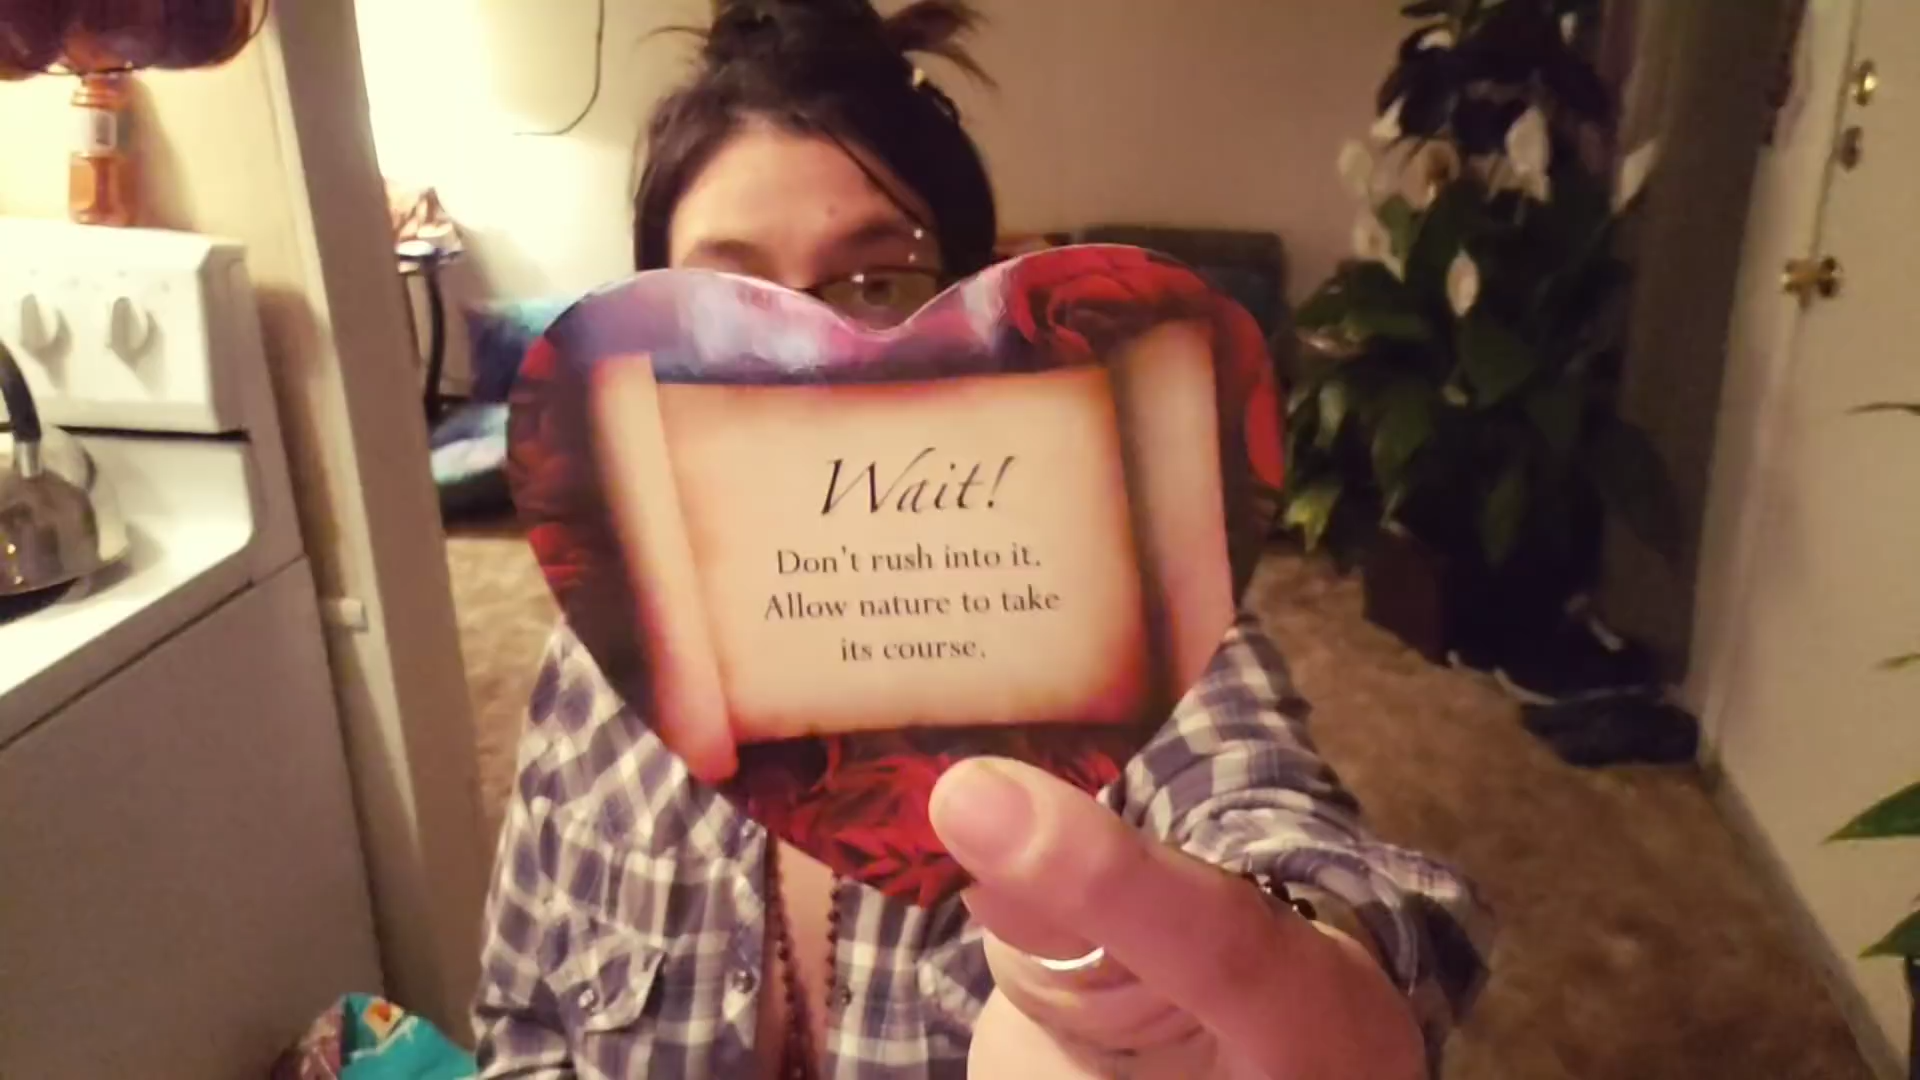 Wait!
Don't rush into it.
Allow nature to take
its course.